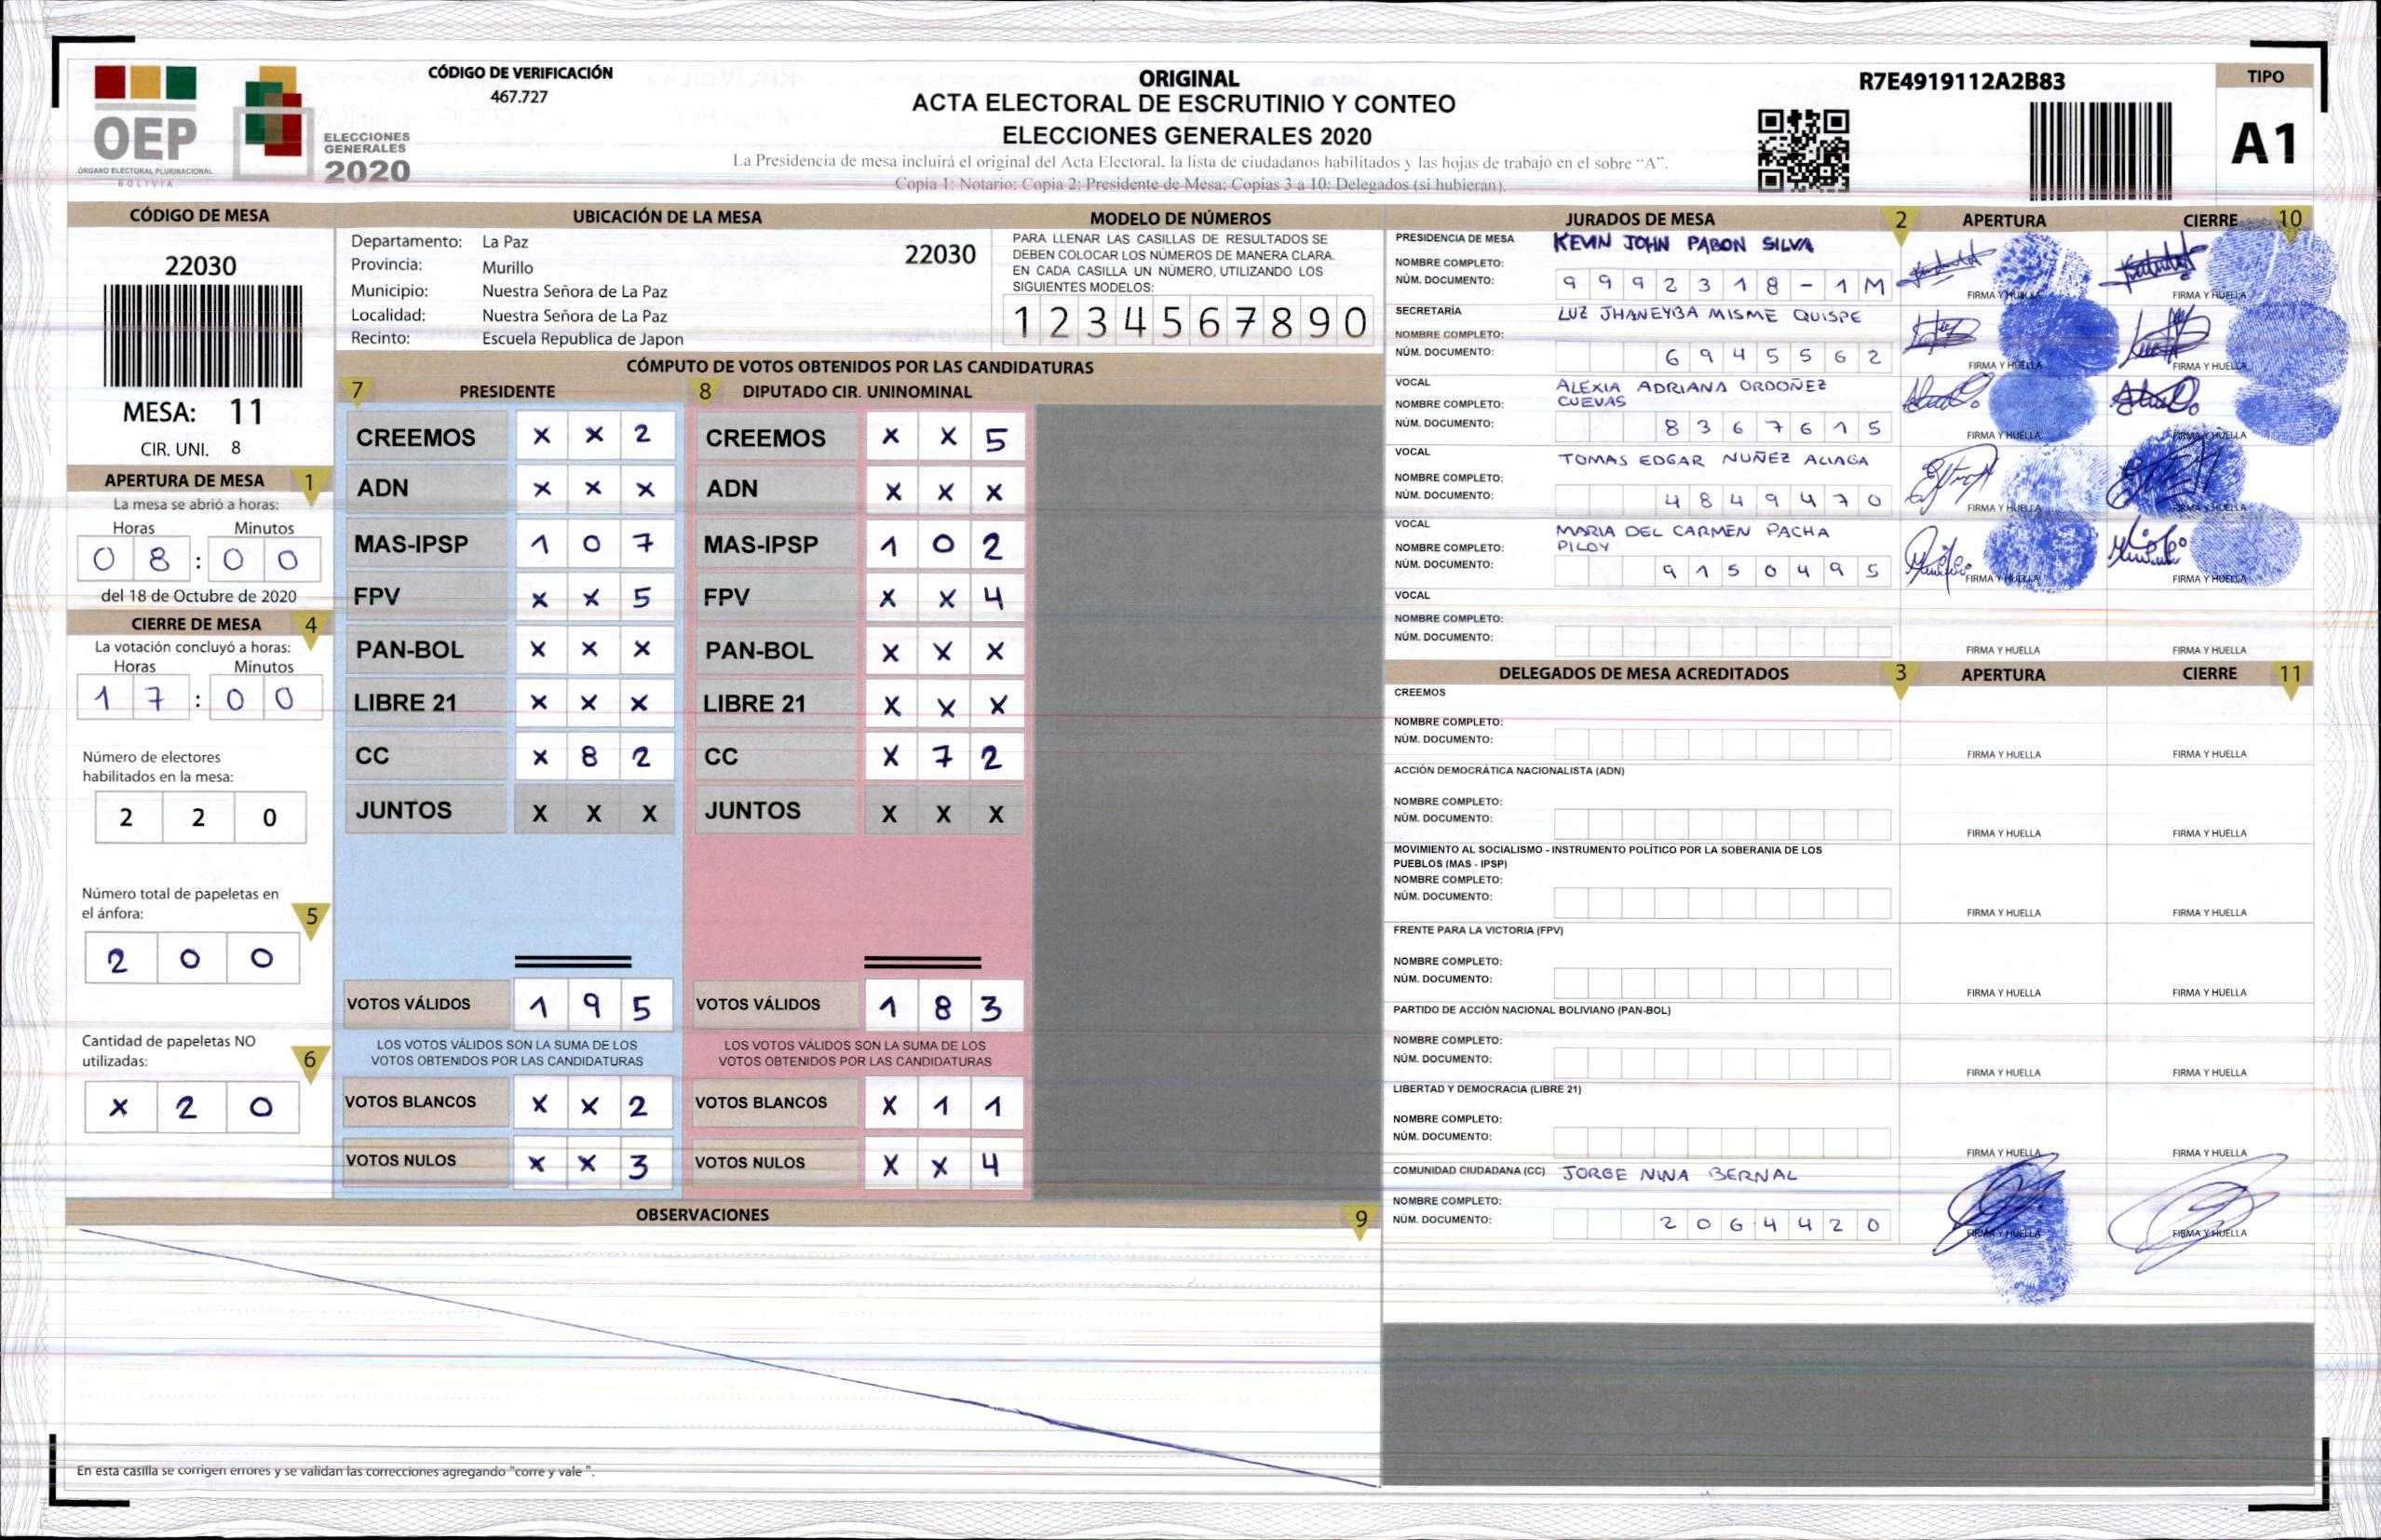 OEP
ÓRGANO ELECTORAL PLURINACIONAL
BOLIVIA
ELECCIONES
GENERALES
2020
CÓDIGO DE VERIFICACIÓN
467.727
ORIGINAL
ACTA ELECTORAL DE ESCRUTINIO Y CONTEO
ELECCIONES GENERALES 2020
La Presidencia de mesa incluirá el original del Acta Electoral, la lista de ciudadanos habilitados y las hojas de trabajo en el sobre “A”.
Copia 1: Notario; Copia 2: Presidente de Mesa; Copias 3 a 10: Delegados (si hubieran).
R7E4919112A2B83
TIPO
A1
CÓDIGO DE MESA
22030
MESA: 11
CIR. UNI. 8
APERTURA DE MESA 1
La mesa se abrió a horas:
Horas Minutos
0 8 : 0 0
del 18 de Octubre de 2020
CIERRE DE MESA 4
La votación concluyó a horas:
Horas Minutos
1 7 : 0 0
Número de electores
habilitados en la mesa:
2 2 0
Número total de papeletas en
el ánfora: 5
2 0 0
Cantidad de papeletas NO
utilizadas: 6
X 2 0
UBICACIÓN DE LA MESA
Departamento: La Paz 22030
Provincia: Murillo
Municipio: Nuestra Señora de La Paz
Localidad: Nuestra Señora de La Paz
Recinto: Escuela Republica de Japon
MODELO DE NÚMEROS
PARA LLENAR LAS CASILLAS DE RESULTADOS SE
DEBEN COLOCAR LOS NÚMEROS DE MANERA CLARA.
EN CADA CASILLA UN NÚMERO, UTILIZANDO LOS
SIGUIENTES MODELOS:
1 2 3 4 5 6 7 8 9 0
CÓMPUTO DE VOTOS OBTENIDOS POR LAS CANDIDATURAS
7 PRESIDENTE 8 DIPUTADO CIR. UNINOMINAL
CREEMOS X X 2 CREEMOS X X 5
ADN X X X ADN X X X
MAS-IPSP 1 0 7 MAS-IPSP 1 0 2
FPV X X 5 FPV X X 4
PAN-BOL X X X PAN-BOL X X X
LIBRE 21 X X X LIBRE 21 X X X
CC X 8 2 CC X 7 2
JUNTOS X X X JUNTOS X X X
VOTOS VÁLIDOS 1 9 5 VOTOS VÁLIDOS 1 8 3
LOS VOTOS VÁLIDOS SON LA SUMA DE LOS LOS VOTOS VÁLIDOS SON LA SUMA DE LOS
VOTOS OBTENIDOS POR LAS CANDIDATURAS VOTOS OBTENIDOS POR LAS CANDIDATURAS
VOTOS BLANCOS X X 2 VOTOS BLANCOS X 1 1
VOTOS NULOS X X 3 VOTOS NULOS X X 4
OBSERVACIONES 9
En esta casilla se corrigen errores y se validan las correcciones agregando "corre y vale ".
JURADOS DE MESA 2 APERTURA CIERRE 10
PRESIDENCIA DE MESA KEVIN JOHN PABON SILVA
NOMBRE COMPLETO:
NÚM. DOCUMENTO: 9 9 9 2 3 1 8 - 1 M FIRMA Y HUELLA FIRMA Y HUELLA
SECRETARÍA LUZ JHANEYBA MISME QUISPE
NOMBRE COMPLETO:
NÚM. DOCUMENTO: 6 9 4 5 5 6 2 FIRMA Y HUELLA FIRMA Y HUELLA
VOCAL ALEXIA ADRIANA ORDOÑEZ
NOMBRE COMPLETO: CUEVAS
NÚM. DOCUMENTO: 8 3 6 7 6 1 5 FIRMA Y HUELLA FIRMA Y HUELLA
VOCAL TOMAS EDGAR NUÑEZ ALIAGA
NOMBRE COMPLETO:
NÚM. DOCUMENTO: 4 8 4 9 4 7 0 FIRMA Y HUELLA FIRMA Y HUELLA
VOCAL MARIA DEL CARMEN PACHA
NOMBRE COMPLETO: PILOY
NÚM. DOCUMENTO: 9 1 5 0 4 9 5 FIRMA Y HUELLA FIRMA Y HUELLA
VOCAL
NOMBRE COMPLETO:
NÚM. DOCUMENTO: FIRMA Y HUELLA FIRMA Y HUELLA
DELEGADOS DE MESA ACREDITADOS 3 APERTURA CIERRE 11
CREEMOS
NOMBRE COMPLETO:
NÚM. DOCUMENTO: FIRMA Y HUELLA FIRMA Y HUELLA
ACCIÓN DEMOCRÁTICA NACIONALISTA (ADN)
NOMBRE COMPLETO:
NÚM. DOCUMENTO: FIRMA Y HUELLA FIRMA Y HUELLA
MOVIMIENTO AL SOCIALISMO - INSTRUMENTO POLÍTICO POR LA SOBERANIA DE LOS
PUEBLOS (MAS - IPSP)
NOMBRE COMPLETO:
NÚM. DOCUMENTO: FIRMA Y HUELLA FIRMA Y HUELLA
FRENTE PARA LA VICTORIA (FPV)
NOMBRE COMPLETO:
NÚM. DOCUMENTO: FIRMA Y HUELLA FIRMA Y HUELLA
PARTIDO DE ACCIÓN NACIONAL BOLIVIANO (PAN-BOL)
NOMBRE COMPLETO:
NÚM. DOCUMENTO: FIRMA Y HUELLA FIRMA Y HUELLA
LIBERTAD Y DEMOCRACIA (LIBRE 21)
NOMBRE COMPLETO:
NÚM. DOCUMENTO: FIRMA Y HUELLA FIRMA Y HUELLA
COMUNIDAD CIUDADANA (CC) JORGE NINA BERNAL
NOMBRE COMPLETO:
NÚM. DOCUMENTO: 2 0 6 4 4 2 0 FIRMA Y HUELLA FIRMA Y HUELLA